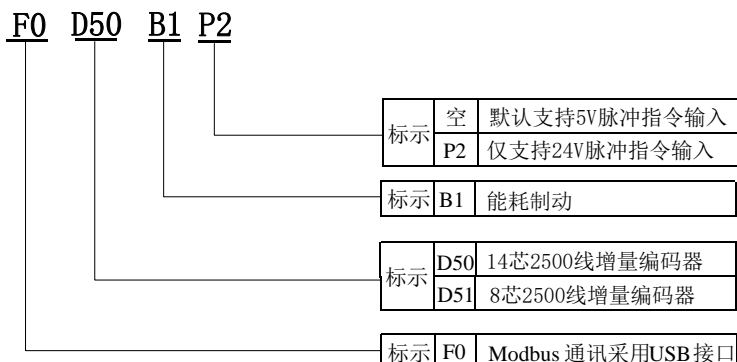 F0 D50 B1 P2
标示 空 默认支持5V脉冲指令输入
P2 仅支持24V脉冲指令输入
标示 B1 能耗制动
标示 D50 14芯2500线增量编码器
D51 8芯2500线增量编码器
标示 F0 Modbus 通讯采用USB接口